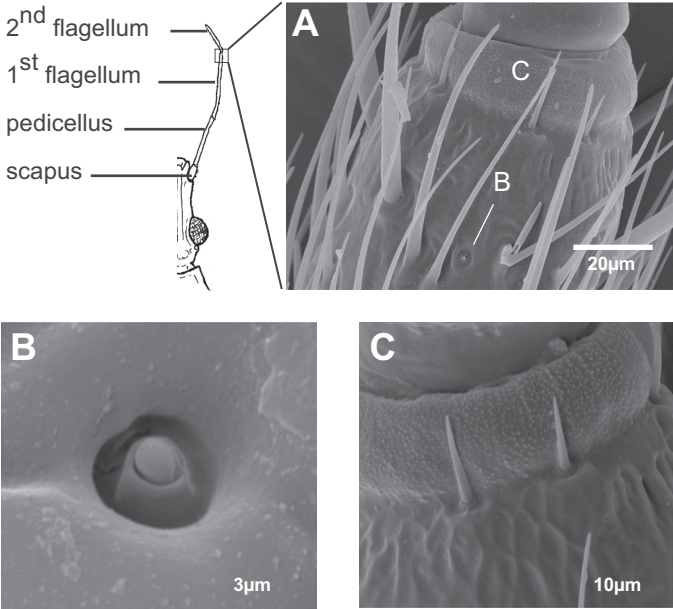 2nd flagellum
1st flagellum
pedicellus
scapus
A
C
B
20µm
B
3µm
C
10µm